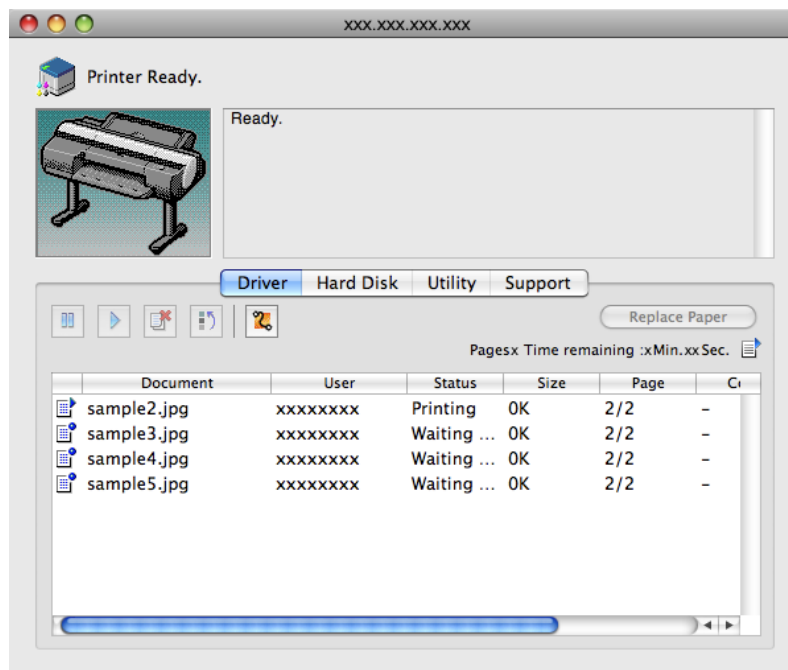 xxx.xxx.xxx.xxx
Printer Ready.
Ready.
Driver Hard Disk Utility Support
Replace Paper
Pagesx Time remaining :xMin.xxSec.
Document User Status Size Page
sample2.jpg xxxxxxxx Printing 0K 2/2 –
sample3.jpg xxxxxxxx Waiting ... 0K 2/2 –
sample4.jpg xxxxxxxx Waiting ... 0K 2/2 –
sample5.jpg xxxxxxxx Waiting ... 0K 2/2 –